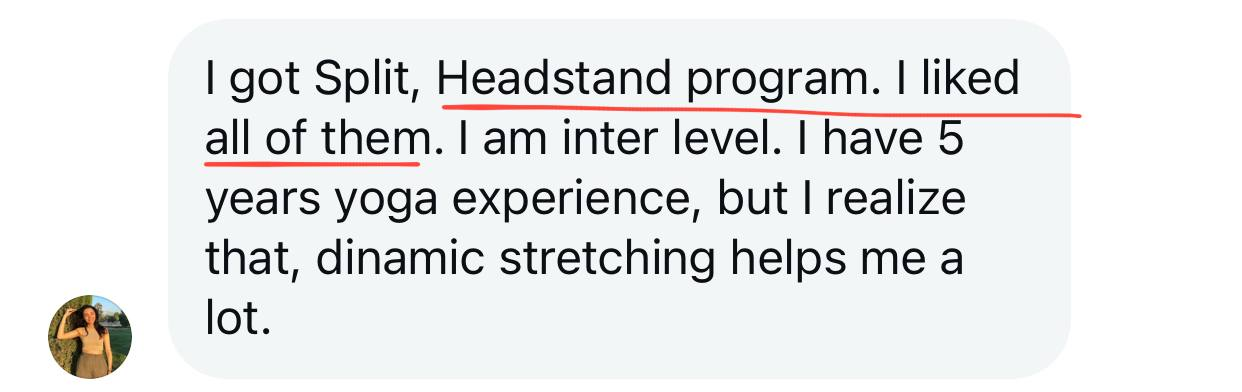 I got Split, Headstand program. I liked
all of them. I am inter level. I have 5
years yoga experience, but I realize
that, dinamic stretching helps me a
lot.